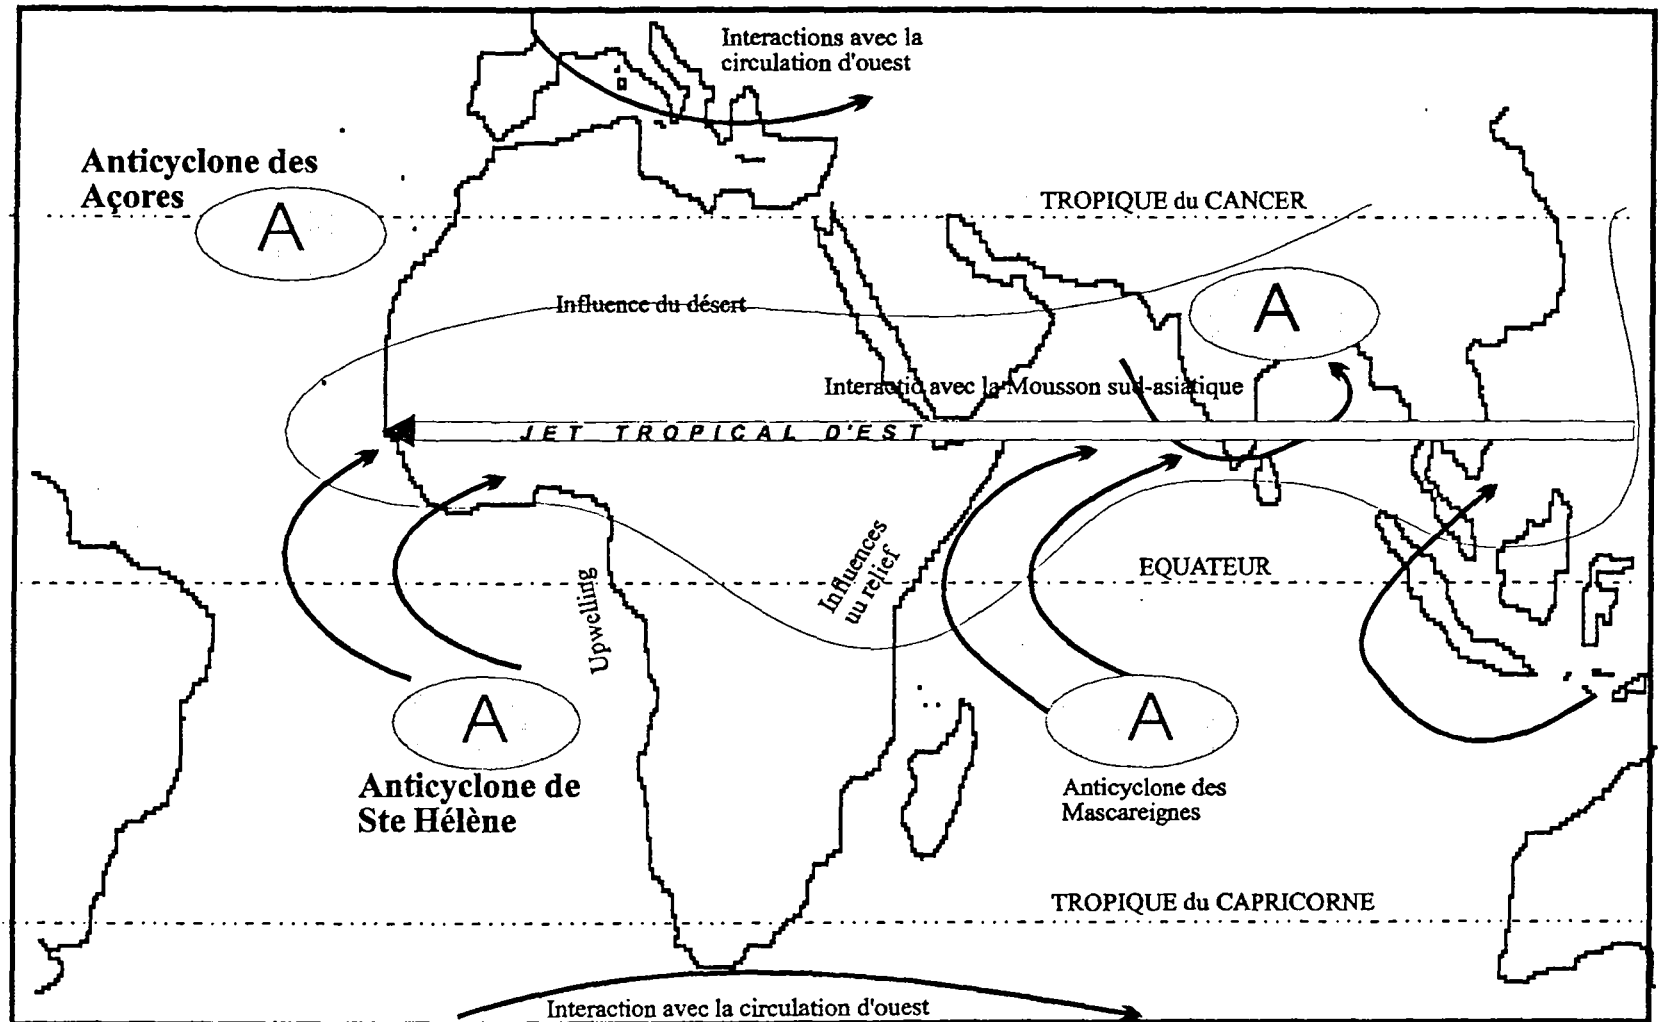 Interactions avec la
circulation d'ouest
Anticyclone des
Açores
A
TROPIQUE du CANCER
Influence du désert
A
Interactio avec la Mousson sud-asiatique
JET TROPICAL D'EST
Influences
uu relief
Upwelling
EQUATEUR
A
Anticyclone de
Ste Hélène
A
Anticyclone des
Mascareignes
TROPIQUE du CAPRICORNE
Interaction avec la circulation d'ouest